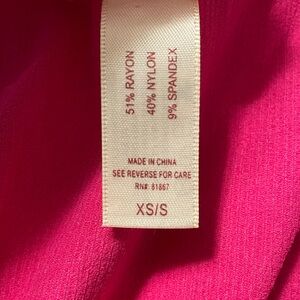 51% RAYON
40% NYLON
9% SPANDEX
MADE IN CHINA
SEE REVERSE FOR CARE
RN#: 81867
XS/S